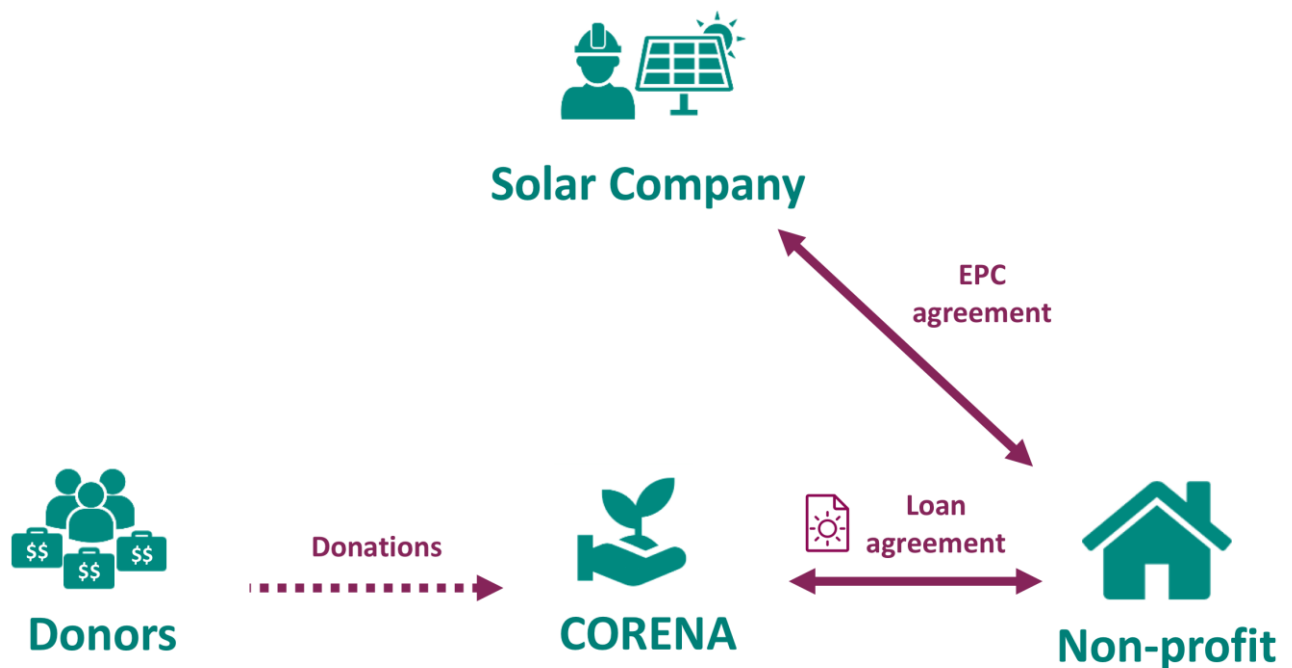 Solar Company
EPC
agreement
Loan
agreement
Donations
$$
$$
$$
Donors
CORENA
Non-profit